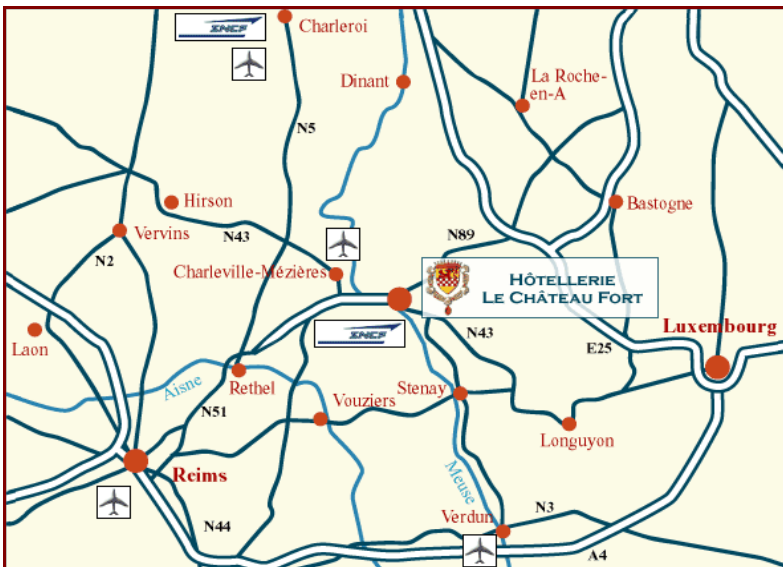 SNCF
Charleroi
Dinant
La Roche-
en-A
N5
Hirson
Bastogne
Vervins
N43
N89
N2
Charleville-Mézières
HÔTELLERIE
LE CHÂTEAU FORT
Laon
SNCF
N43
Luxembourg
E25
Aisne
Rethel
Stenay
N51
Vouziers
Longuyon
Reims
Meuse
N44
Verdun
N3
A4